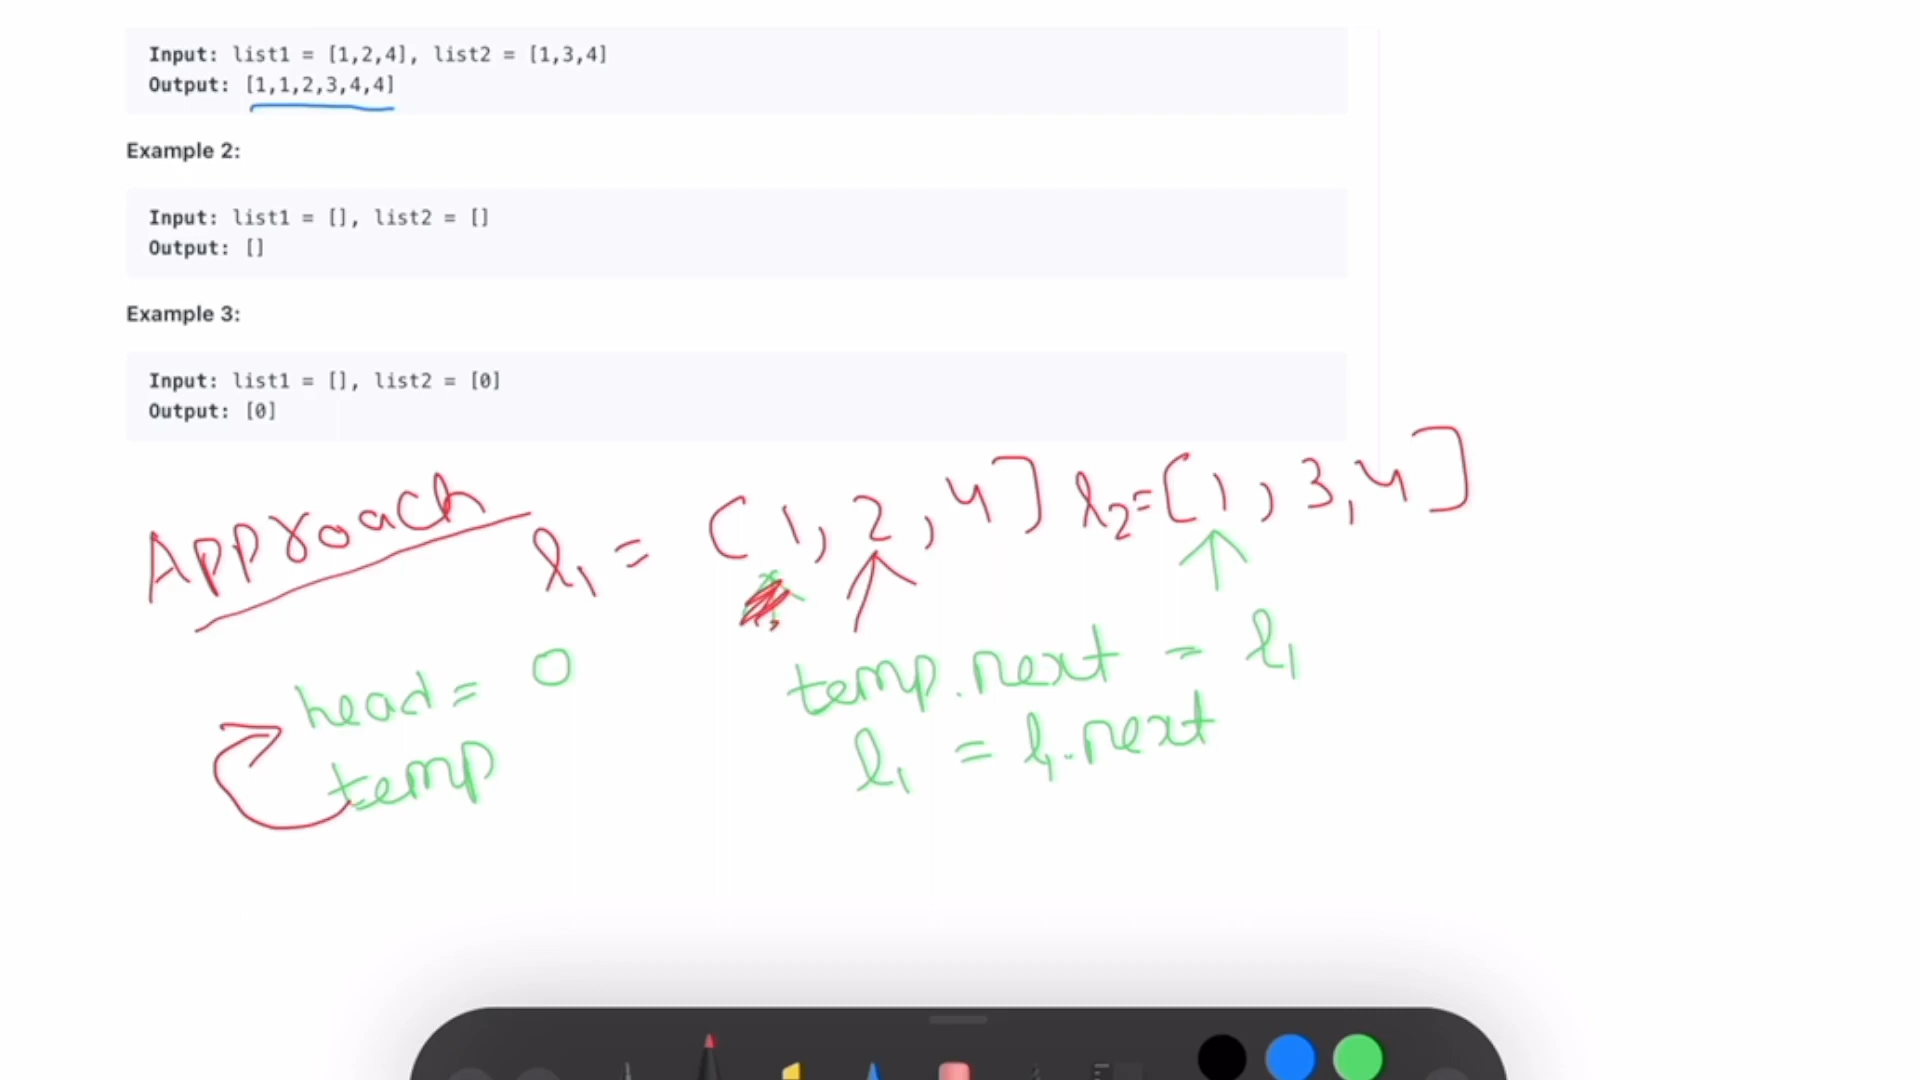 Input: list1 = [1,2,4], list2 = [1,3,4]
Output: [1,1,2,3,4,4]
Example 2:
Input: list1 = [], list2 = []
Output: []
Example 3:
Input: list1 = [], list2 = [0]
Output: [0]
Approach
l1 = [1, 2, 4] l2=[1, 3, 4]
head = 0
temp
temp.next = l1
l1 = l1.next